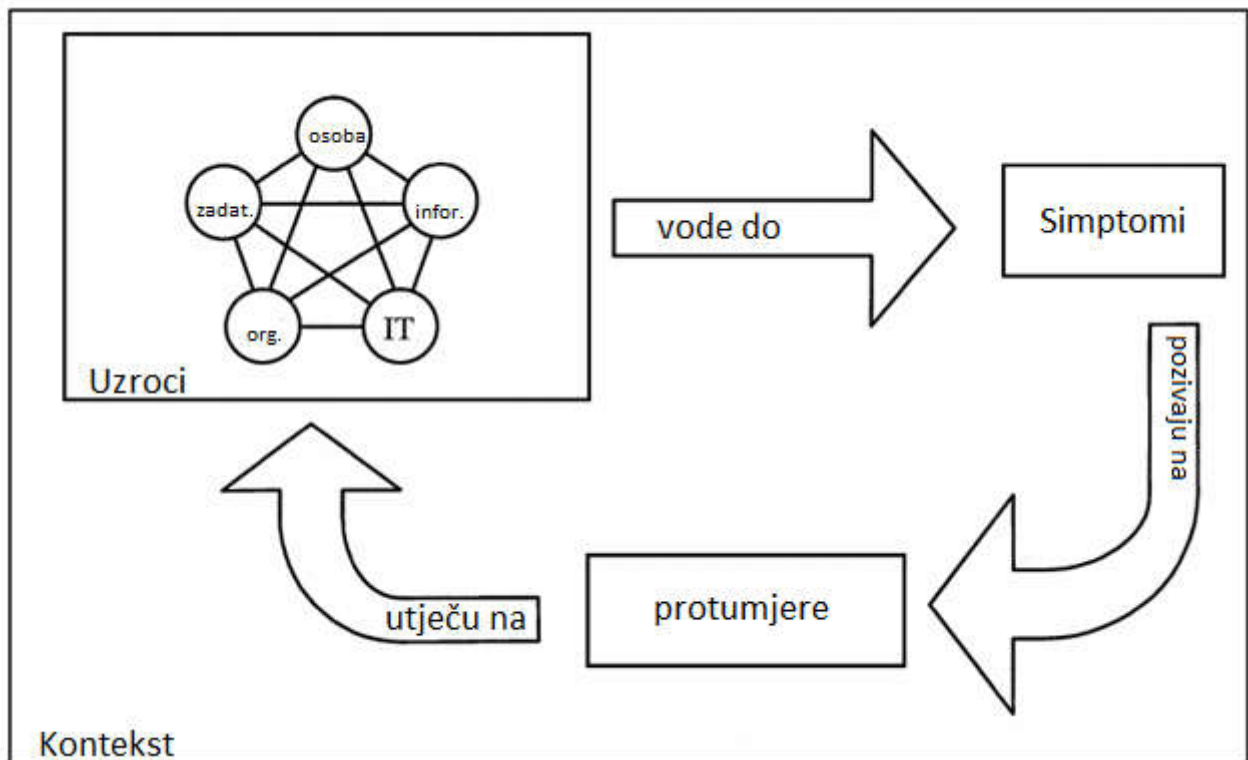 osoba
zadat.
infor.
org.
IT
Uzroci
vode do
Simptomi
pozivaju na
protumjere
utječu na
Kontekst